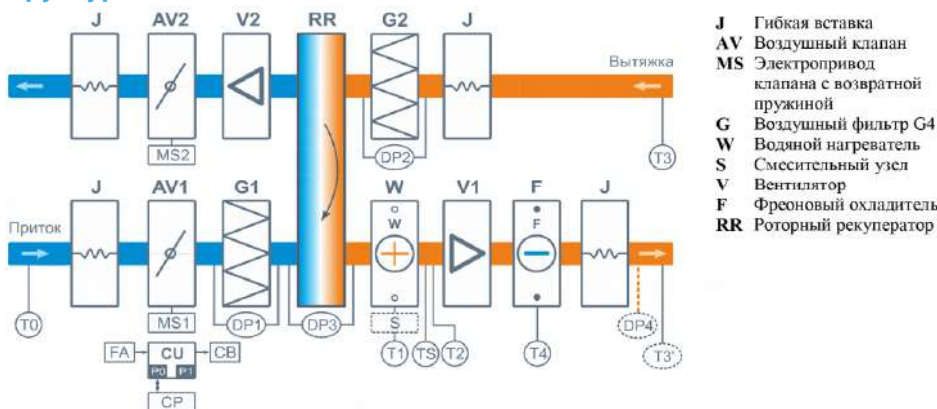 J AV2 V2 RR G2 J
Вытяжка
MS2
DP2
T3
J AV1 G1 W V1 F J
Приток
W
F
T0
MS1
DP1
DP3
S
DP4
T1
TS
T2
T4
T3'
FA
CU
CB
P0 P1
CP
J Гибкая вставка
AV Воздушный клапан
MS Электропривод
клапана с возвратной
пружиной
G Воздушный фильтр G4
W Водяной нагреватель
S Смесительный узел
V Вентилятор
F Фреоновый охладитель
RR Роторный рекуператор